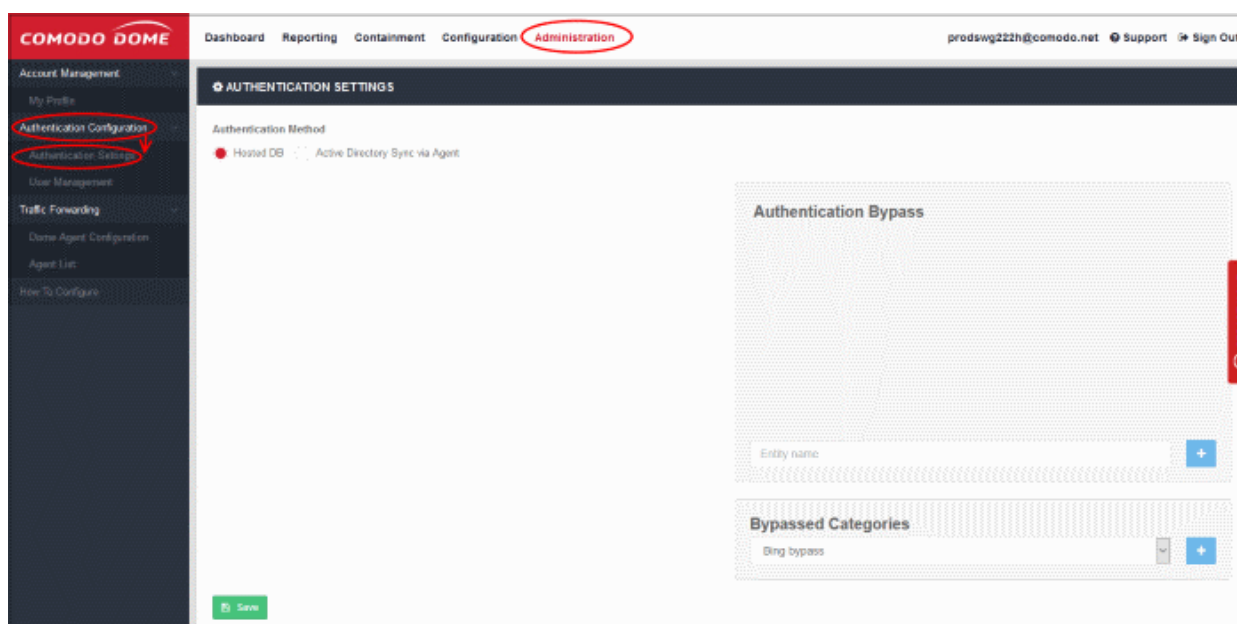 COMODO DOME
Dashboard Reporting Containment Configuration Administration prodswg222h@comodo.net Support Sign Out
Account Management
My Profile
Authentication Configuration
Authentication Settings
User Management
Traffic Forwarding
Dome Agent Configuration
Agent List
How To Configure
AUTHENTICATION SETTINGS
Authentication Method
Hosted DB Active Directory Sync via Agent
Authentication Bypass
Entity name
Bypassed Categories
Bing bypass
Save